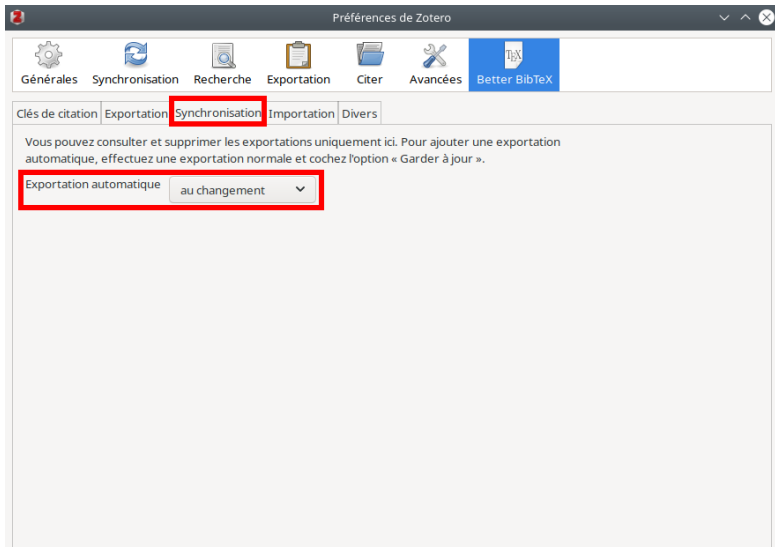 Préférences de Zotero
Générales Synchronisation Recherche Exportation Citer Avancées Better BibTeX
Clés de citation Exportation Synchronisation Importation Divers
Vous pouvez consulter et supprimer les exportations uniquement ici. Pour ajouter une exportation
automatique, effectuez une exportation normale et cochez l'option « Garder à jour ».
Exportation automatique au changement